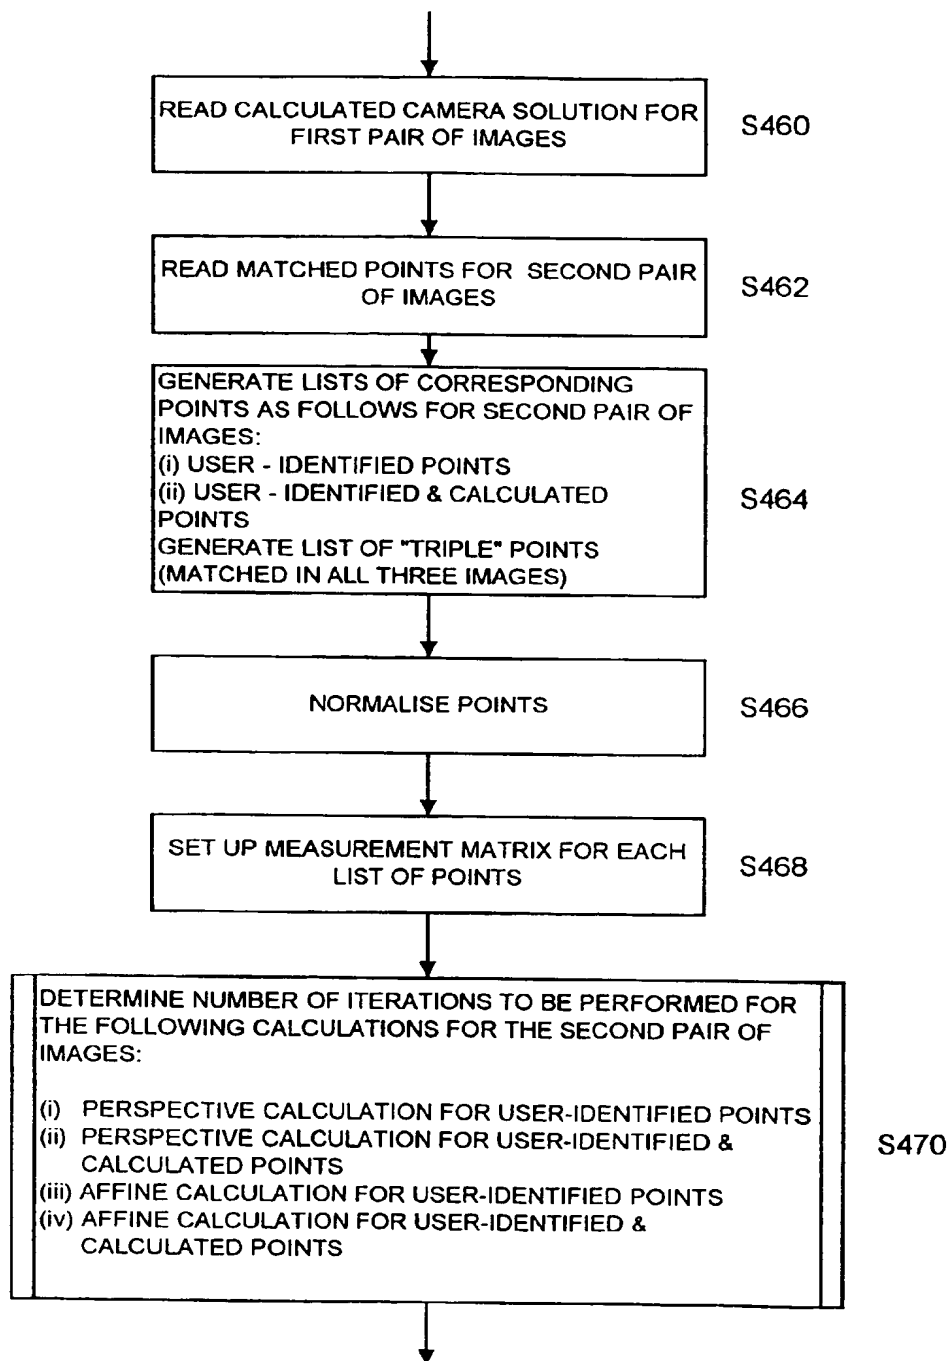 READ CALCULATED CAMERA SOLUTION FOR
FIRST PAIR OF IMAGES
S460
READ MATCHED POINTS FOR SECOND PAIR
OF IMAGES
S462
GENERATE LISTS OF CORRESPONDING
POINTS AS FOLLOWS FOR SECOND PAIR OF
IMAGES:
(i) USER - IDENTIFIED POINTS
(ii) USER - IDENTIFIED & CALCULATED
POINTS
GENERATE LIST OF "TRIPLE" POINTS
(MATCHED IN ALL THREE IMAGES)
S464
NORMALISE POINTS
S466
SET UP MEASUREMENT MATRIX FOR EACH
LIST OF POINTS
S468
DETERMINE NUMBER OF ITERATIONS TO BE PERFORMED FOR
THE FOLLOWING CALCULATIONS FOR THE SECOND PAIR OF
IMAGES:
(i) PERSPECTIVE CALCULATION FOR USER-IDENTIFIED POINTS
(ii) PERSPECTIVE CALCULATION FOR USER-IDENTIFIED &
CALCULATED POINTS
(iii) AFFINE CALCULATION FOR USER-IDENTIFIED POINTS
(iv) AFFINE CALCULATION FOR USER-IDENTIFIED &
CALCULATED POINTS
S470